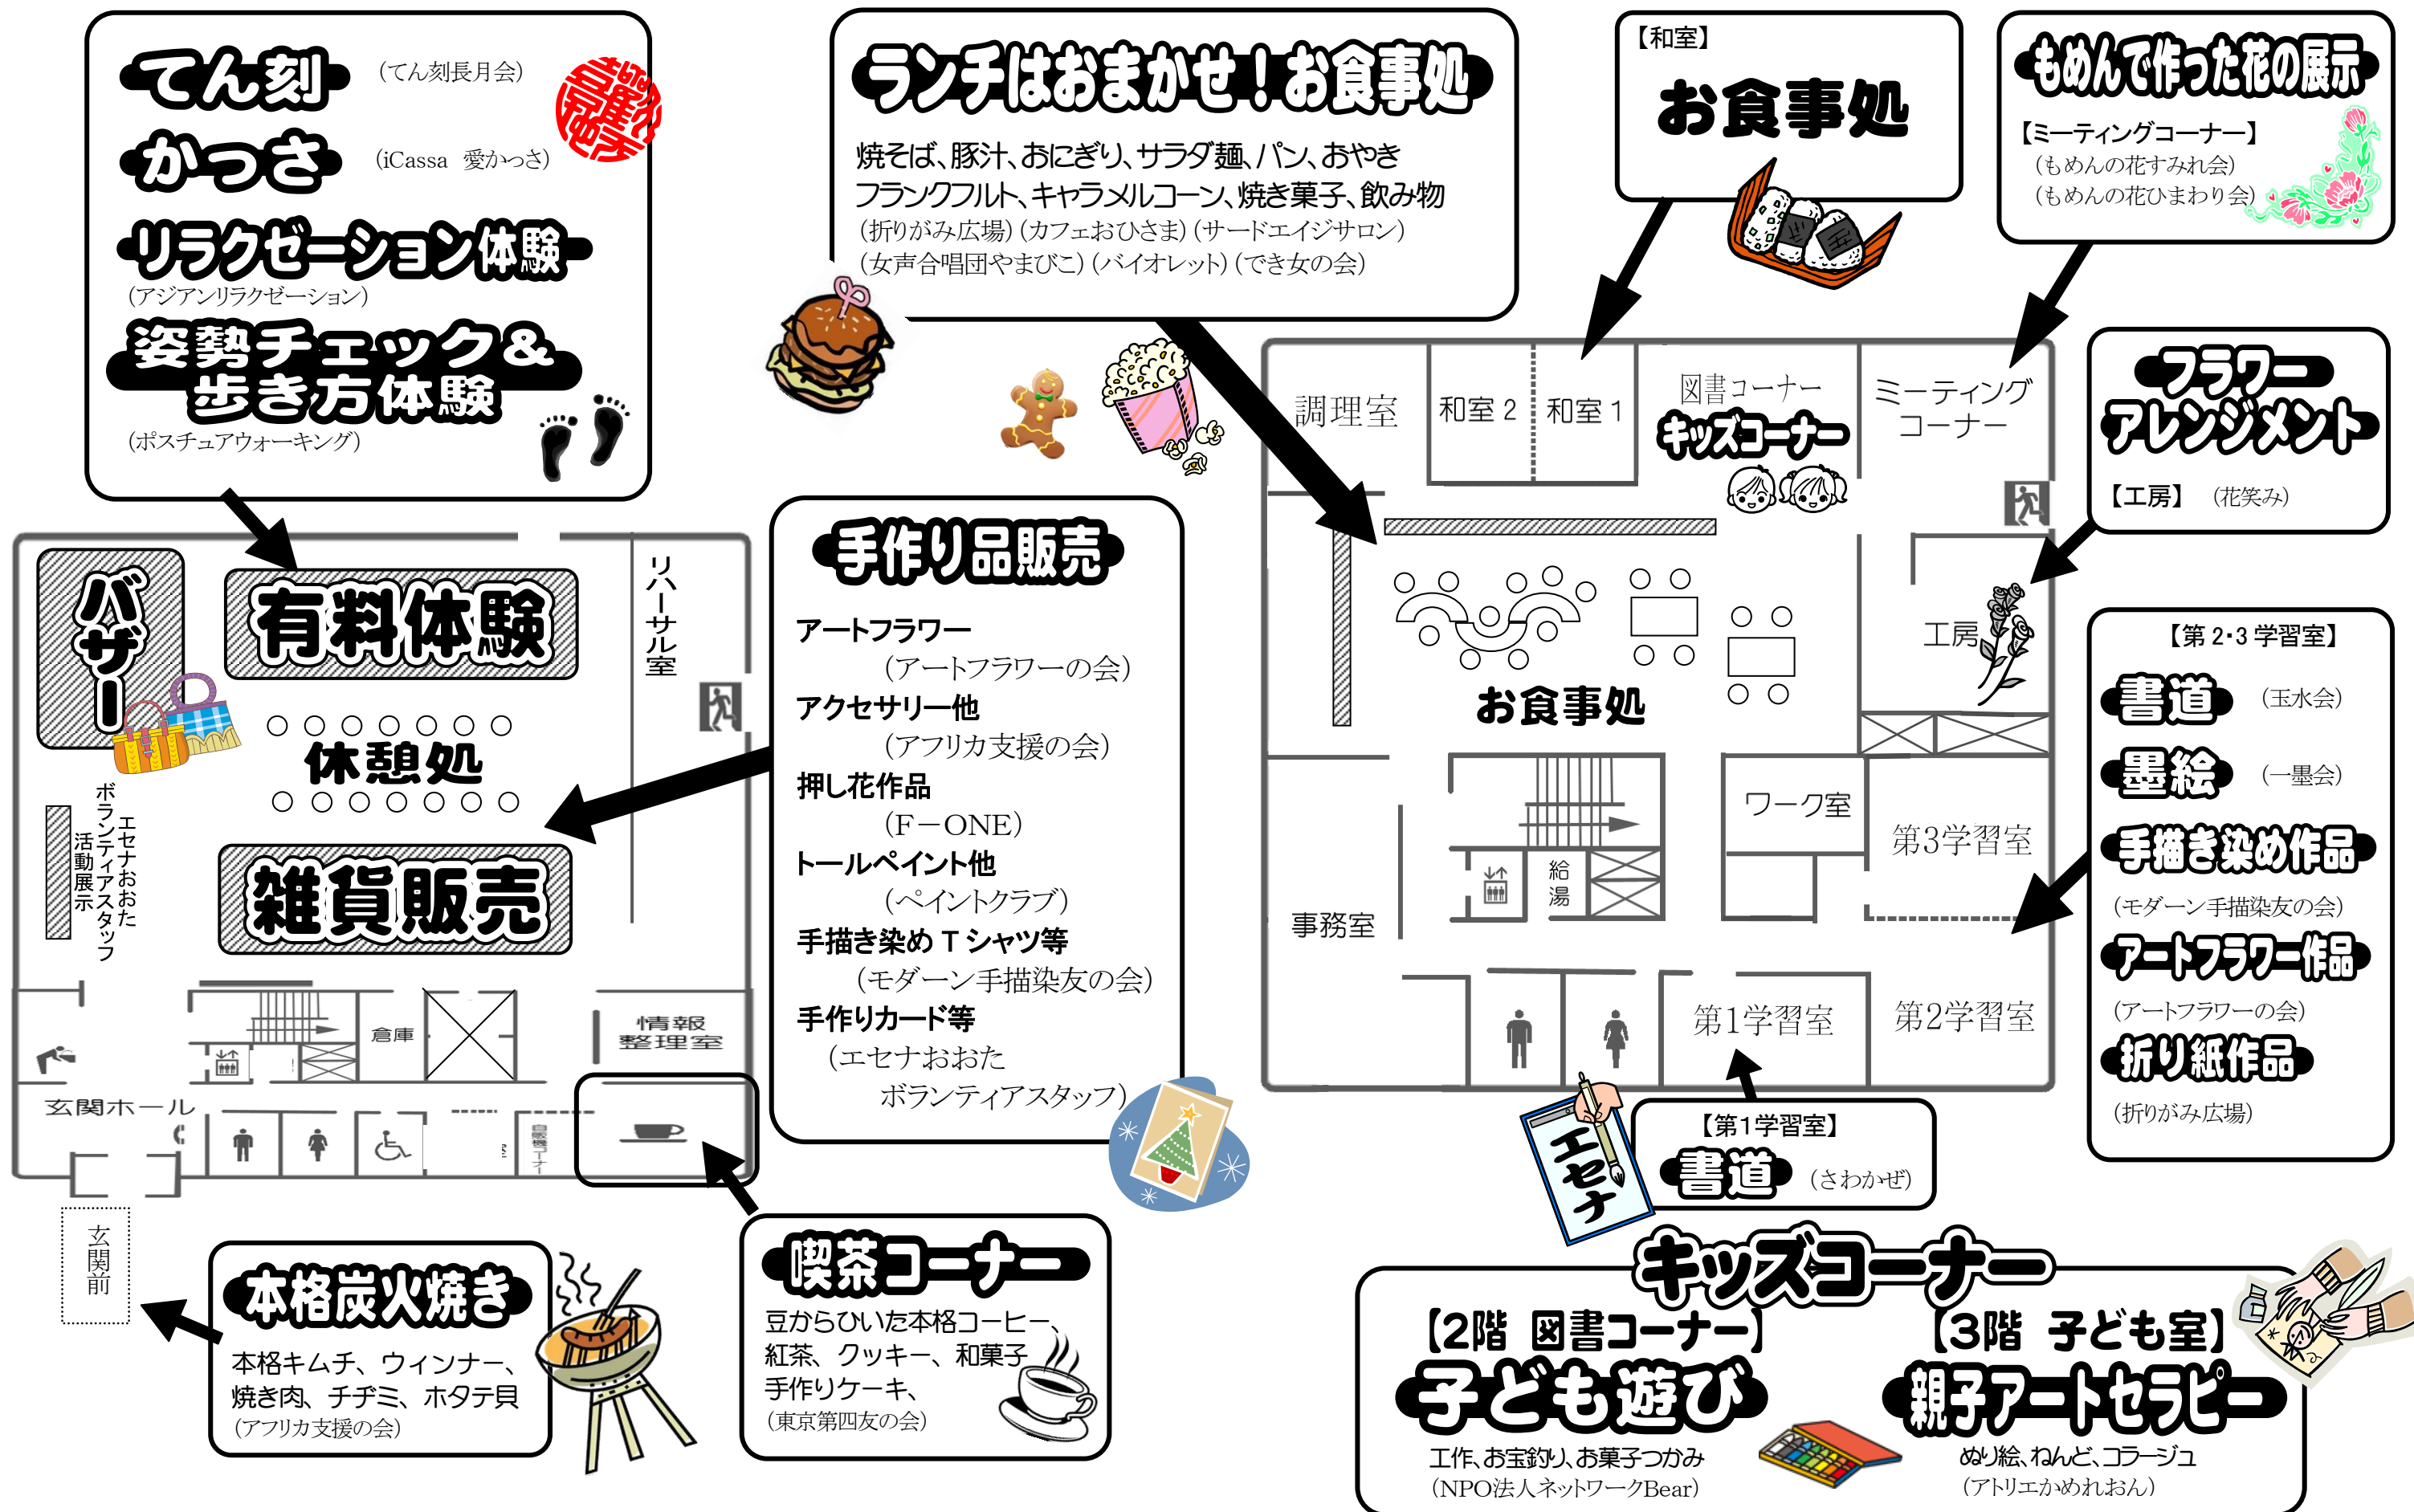 てん刻
（てん刻長月会）
かっさ
（iCassa　愛かっさ）
リラクゼーション体験
（アジアンリラクゼーション）
姿勢チェック＆
歩き方体験
（ポスチュアウォーキング）
ランチはおまかせ！お食事処
焼そば、豚汁、おにぎり、サラダ麺、パン、おやき
フランクフルト、キャラメルコーン、焼き菓子、飲み物
（折りがみ広場）（カフェおひさま）（サードエイジサロン）
（女声合唱団やまびこ）（バイオレット）（でき女の会）
【和室】
お食事処
もめんで作った花の展示
【ミーティングコーナー】
（もめんの花すみれ会）
（もめんの花ひまわり会）
フラワー
アレンジメント
【工房】　（花笑み）
バザー
有料体験
リハーサル室
休憩処
エセナおおた
ボランティアスタッフ
活動展示
雑貨販売
倉庫
情報
整理室
玄関ホール
自販機コーナー
玄関前
手作り品販売
アートフラワー
（アートフラワーの会）
アクセサリー他
（アフリカ支援の会）
押し花作品
（F－ONE）
トールペイント他
（ペイントクラブ）
手描き染め T シャツ等
（モダーン手描染友の会）
手作りカード等
（エセナおおた
ボランティアスタッフ）
調理室
和室 2
和室 1
図書コーナー
キッズコーナー
ミーティング
コーナー
工房
お食事処
ワーク室
第3学習室
給湯
事務室
第1学習室
第2学習室
【第 2・3 学習室】
書道
（玉水会）
墨絵
（一墨会）
手描き染め作品
（モダーン手描染友の会）
アートフラワー作品
（アートフラワーの会）
折り紙作品
（折りがみ広場）
エセナ
【第１学習室】
書道
（さわかぜ）
本格炭火焼き
本格キムチ、ウィンナー、
焼き肉、チヂミ、ホタテ貝
（アフリカ支援の会）
喫茶コーナー
豆からひいた本格コーヒー、
紅茶、クッキー、和菓子
手作りケーキ、
（東京第四友の会）
キッズコーナー
【２階 図書コーナー】
子ども遊び
工作、お宝釣り、お菓子つかみ
（NPO法人ネットワークBear）
【３階 子ども室】
親子アートセラピー
ぬり絵、ねんど、コラージュ
（アトリエかめれおん）